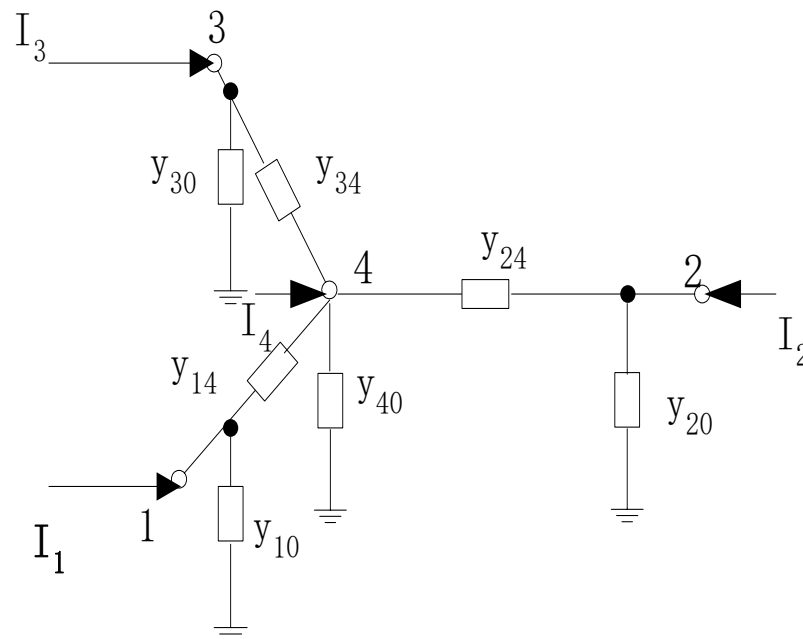 I₃
3
y₃₀
y₃₄
4
y₂₄
2
I₄
I₂
y₁₄
y₄₀
y₂₀
1
y₁₀
I₁